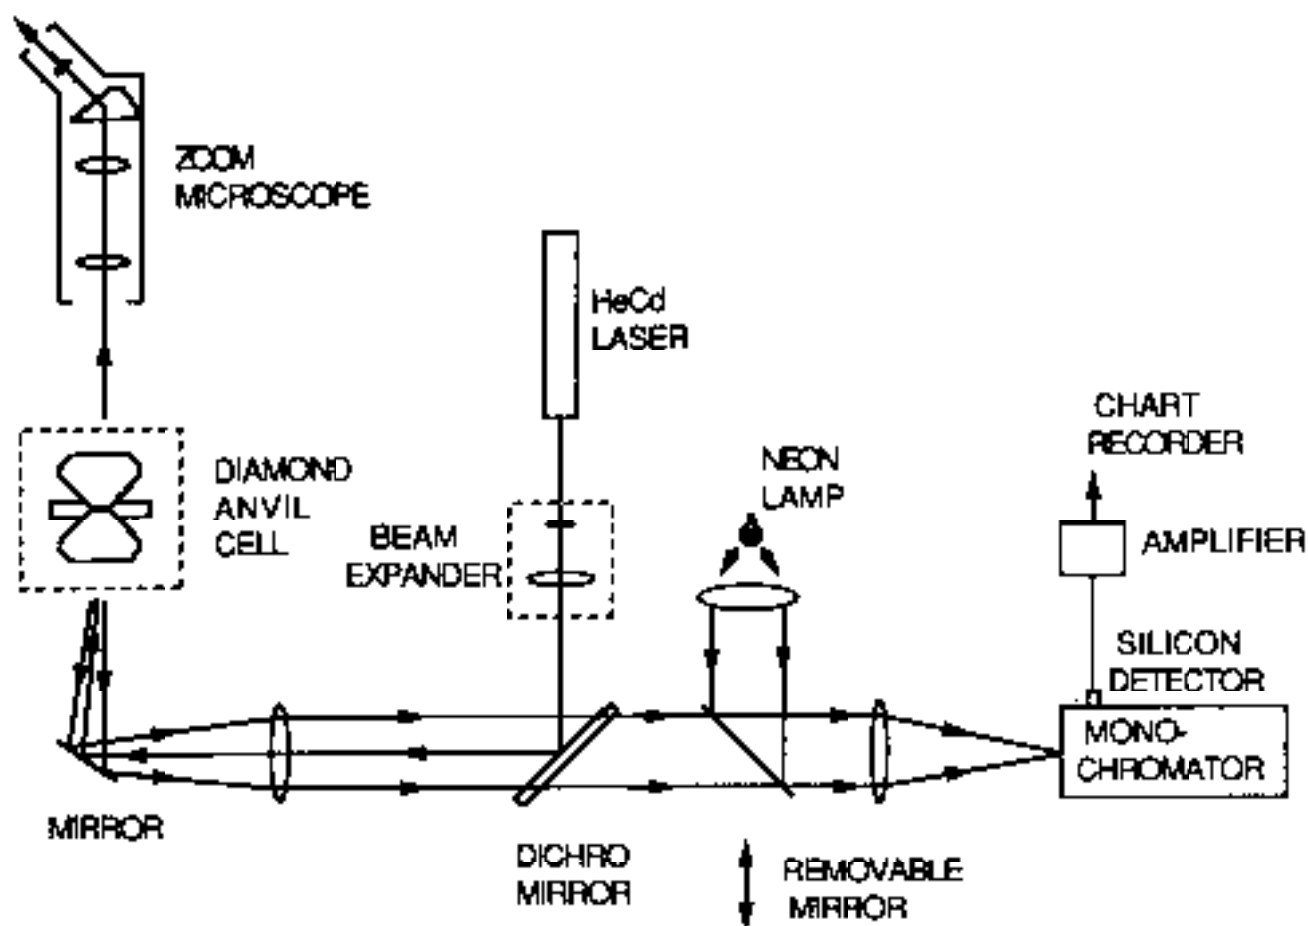 ZOOM
MICROSCOPE
HeCd
LASER
CHART
RECORDER
DIAMOND
ANVIL
CELL
NEON
LAMP
BEAM
EXPANDER
AMPLIFIER
SILICON
DETECTOR
MONO-
CHROMATOR
MIRROR
DICHRO
MIRROR
REMOVABLE
MIRROR